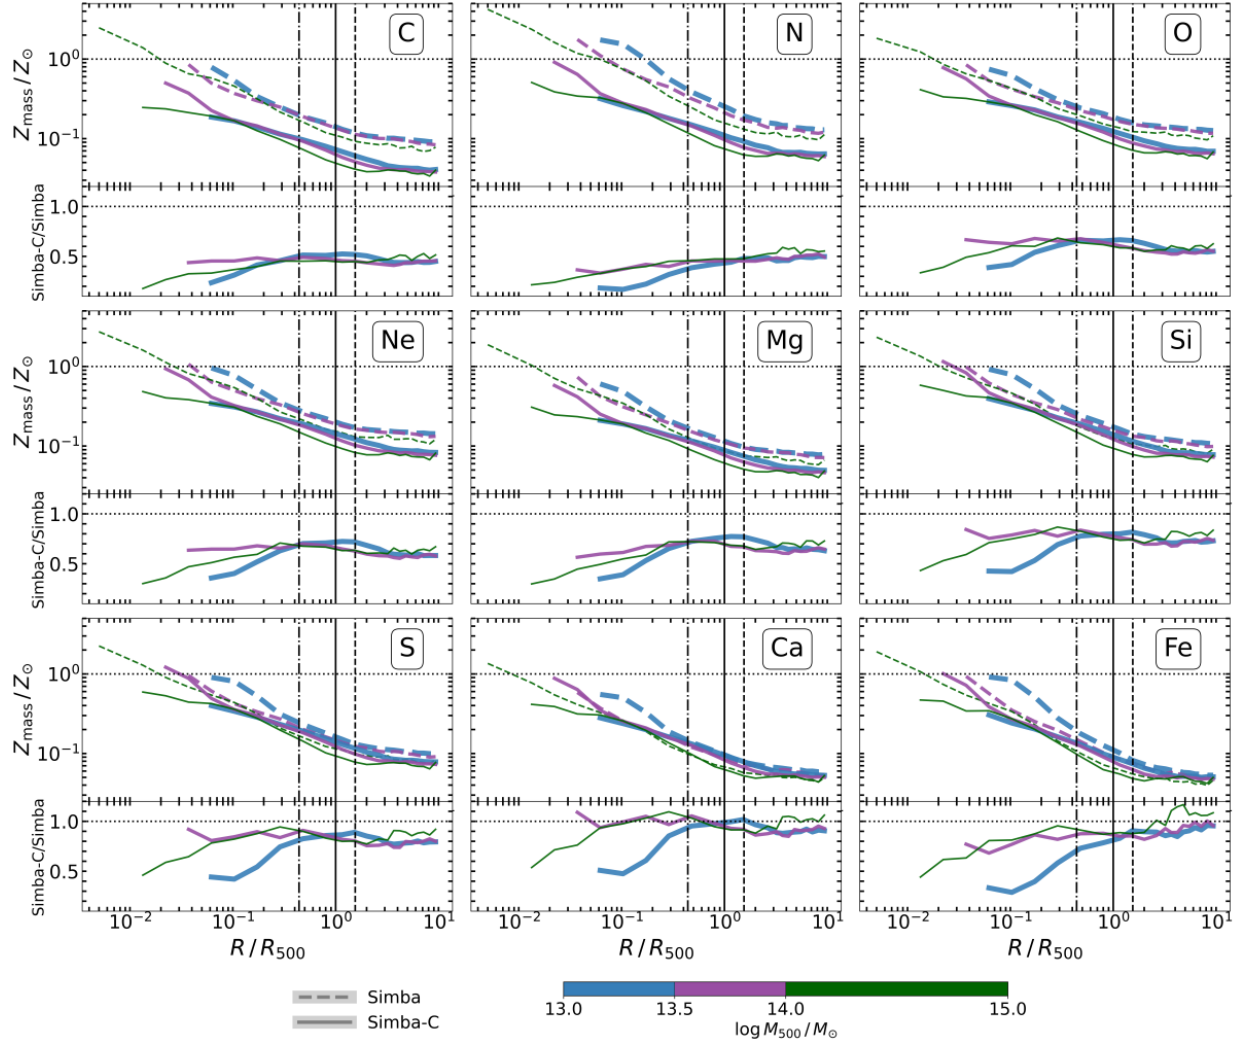 C N O
Z_mass / Z_⊙
10^0
10^-1
Simba-C/Simba
1.0
0.5
Ne Mg Si
Z_mass / Z_⊙
10^0
10^-1
Simba-C/Simba
1.0
0.5
S Ca Fe
Z_mass / Z_⊙
10^0
10^-1
Simba-C/Simba
1.0
0.5
10^-2 10^-1 10^0 10^1 10^-2 10^-1 10^0 10^1 10^-2 10^-1 10^0 10^1
R / R_500 R / R_500 R / R_500
Simba
Simba-C
13.0 13.5 14.0 15.0
log M_500 / M_⊙